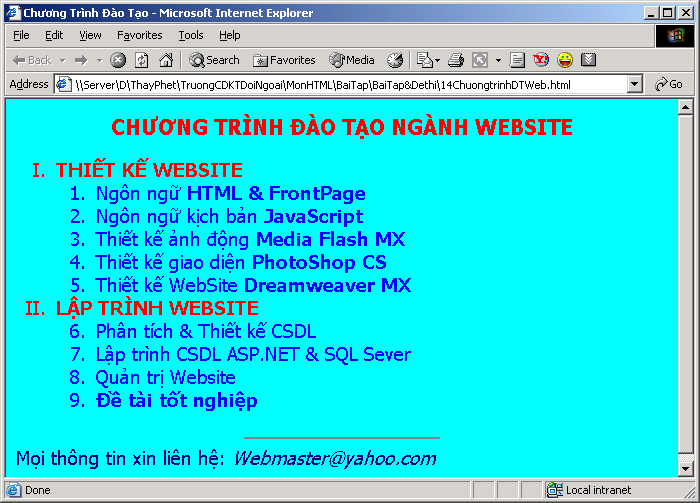 Chương Trình Đào Tạo - Microsoft Internet Explorer
File Edit View Favorites Tools Help
Back Search Favorites Media
Address \\Server\D\ThayPhet\TruongCDKTDoiNgoai\MonHTML\BaiTap\BaiTap&Dethi\14ChuongtrinhDTWeb.html Go
CHƯƠNG TRÌNH ĐÀO TẠO NGÀNH WEBSITE
I. THIẾT KẾ WEBSITE
1. Ngôn ngữ HTML & FrontPage
2. Ngôn ngữ kịch bản JavaScript
3. Thiết kế ảnh động Media Flash MX
4. Thiết kế giao diện PhotoShop CS
5. Thiết kế WebSite Dreamweaver MX
II. LẬP TRÌNH WEBSITE
6. Phân tích & Thiết kế CSDL
7. Lập trình CSDL ASP.NET & SQL Sever
8. Quản trị Website
9. Đề tài tốt nghiệp
Mọi thông tin xin liên hệ: Webmaster@yahoo.com
Done Local intranet